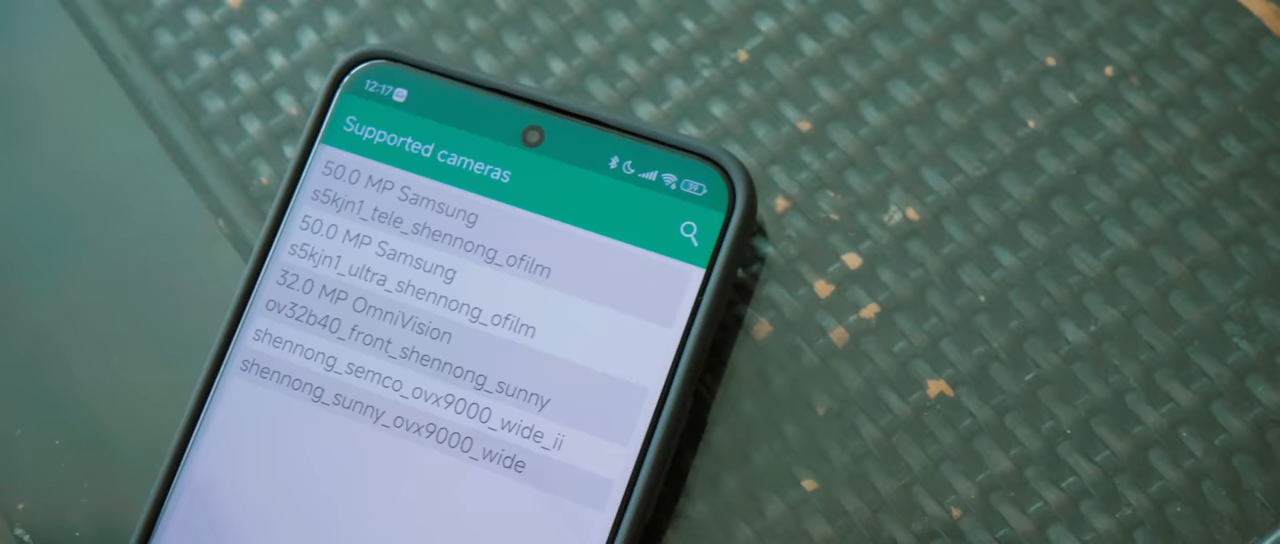 12:17
39
Supported cameras
50.0 MP Samsung
s5kjn1_tele_shennong_ofilm
50.0 MP Samsung
s5kjn1_ultra_shennong_ofilm
32.0 MP OmniVision
ov32b40_front_shennong_sunny
shennong_semco_ovx9000_wide_ii
shennong_sunny_ovx9000_wide